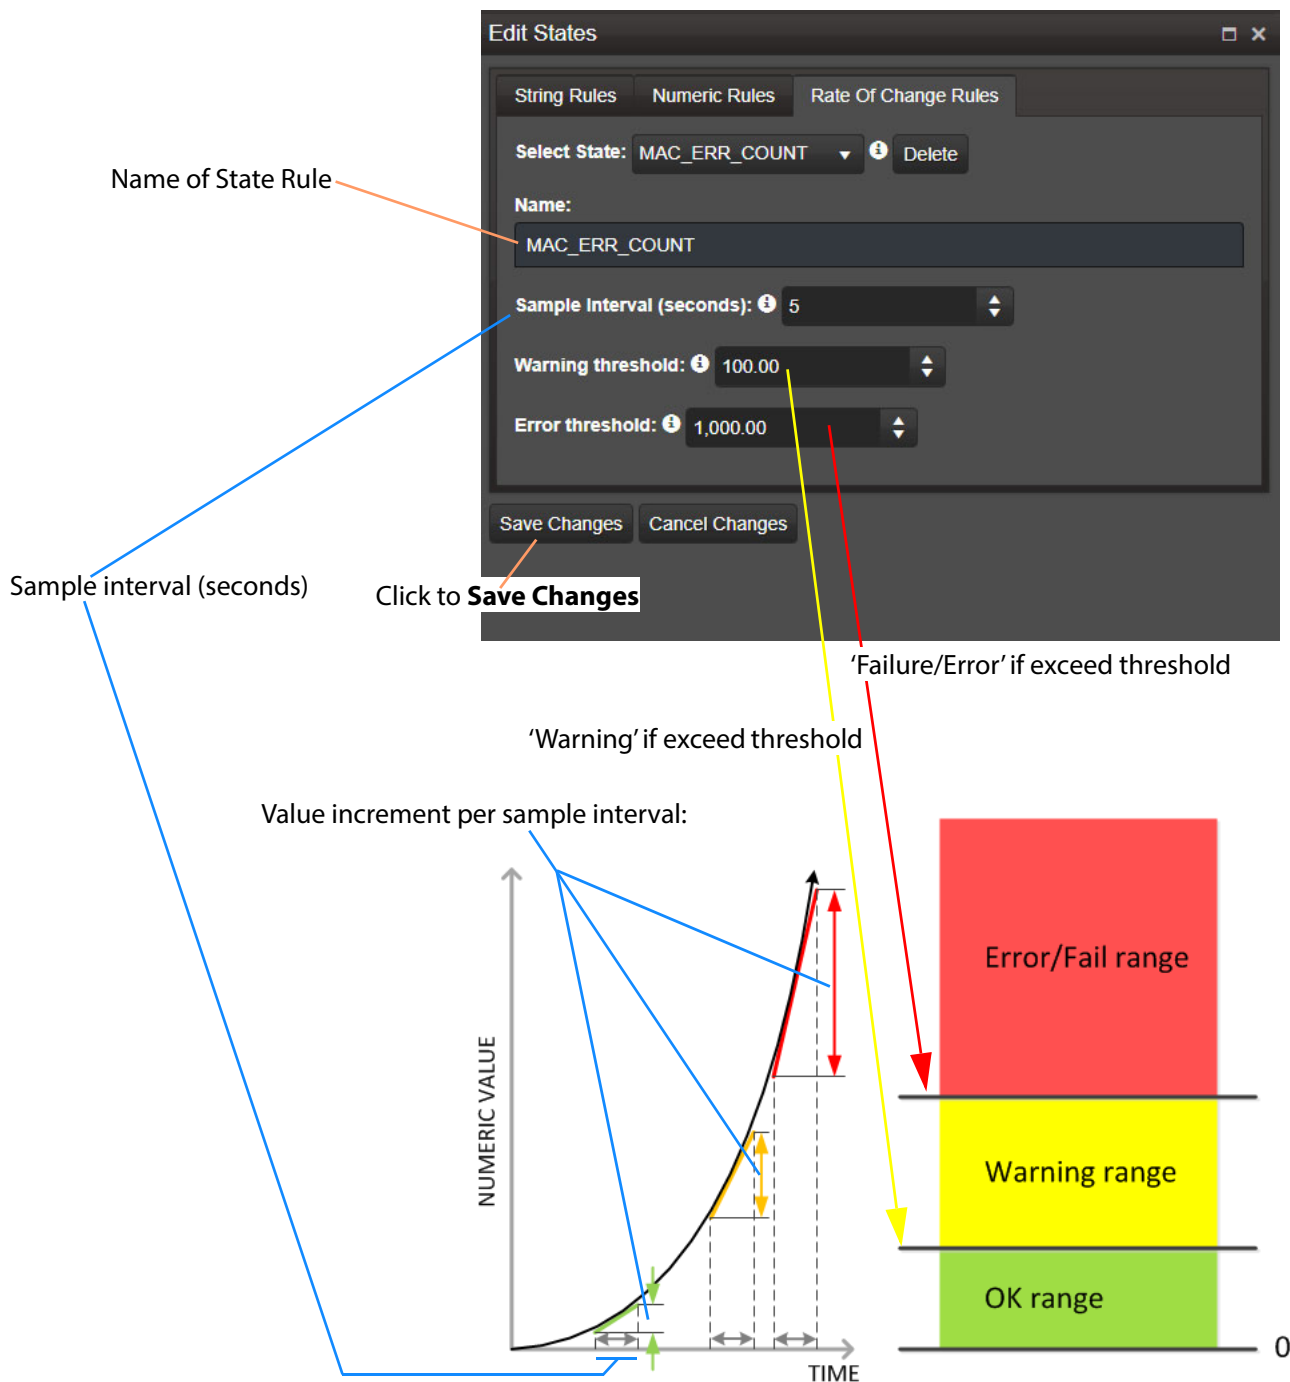 Edit States
String Rules Numeric Rules Rate Of Change Rules
Select State: MAC_ERR_COUNT Delete
Name of State Rule
Name:
MAC_ERR_COUNT
Sample Interval (seconds): 5
Warning threshold: 100.00
Error threshold: 1,000.00
Save Changes Cancel Changes
Sample interval (seconds)
Click to Save Changes
‘Failure/Error’ if exceed threshold
‘Warning’ if exceed threshold
Value increment per sample interval:
NUMERIC VALUE
TIME
Error/Fail range
Warning range
OK range
0